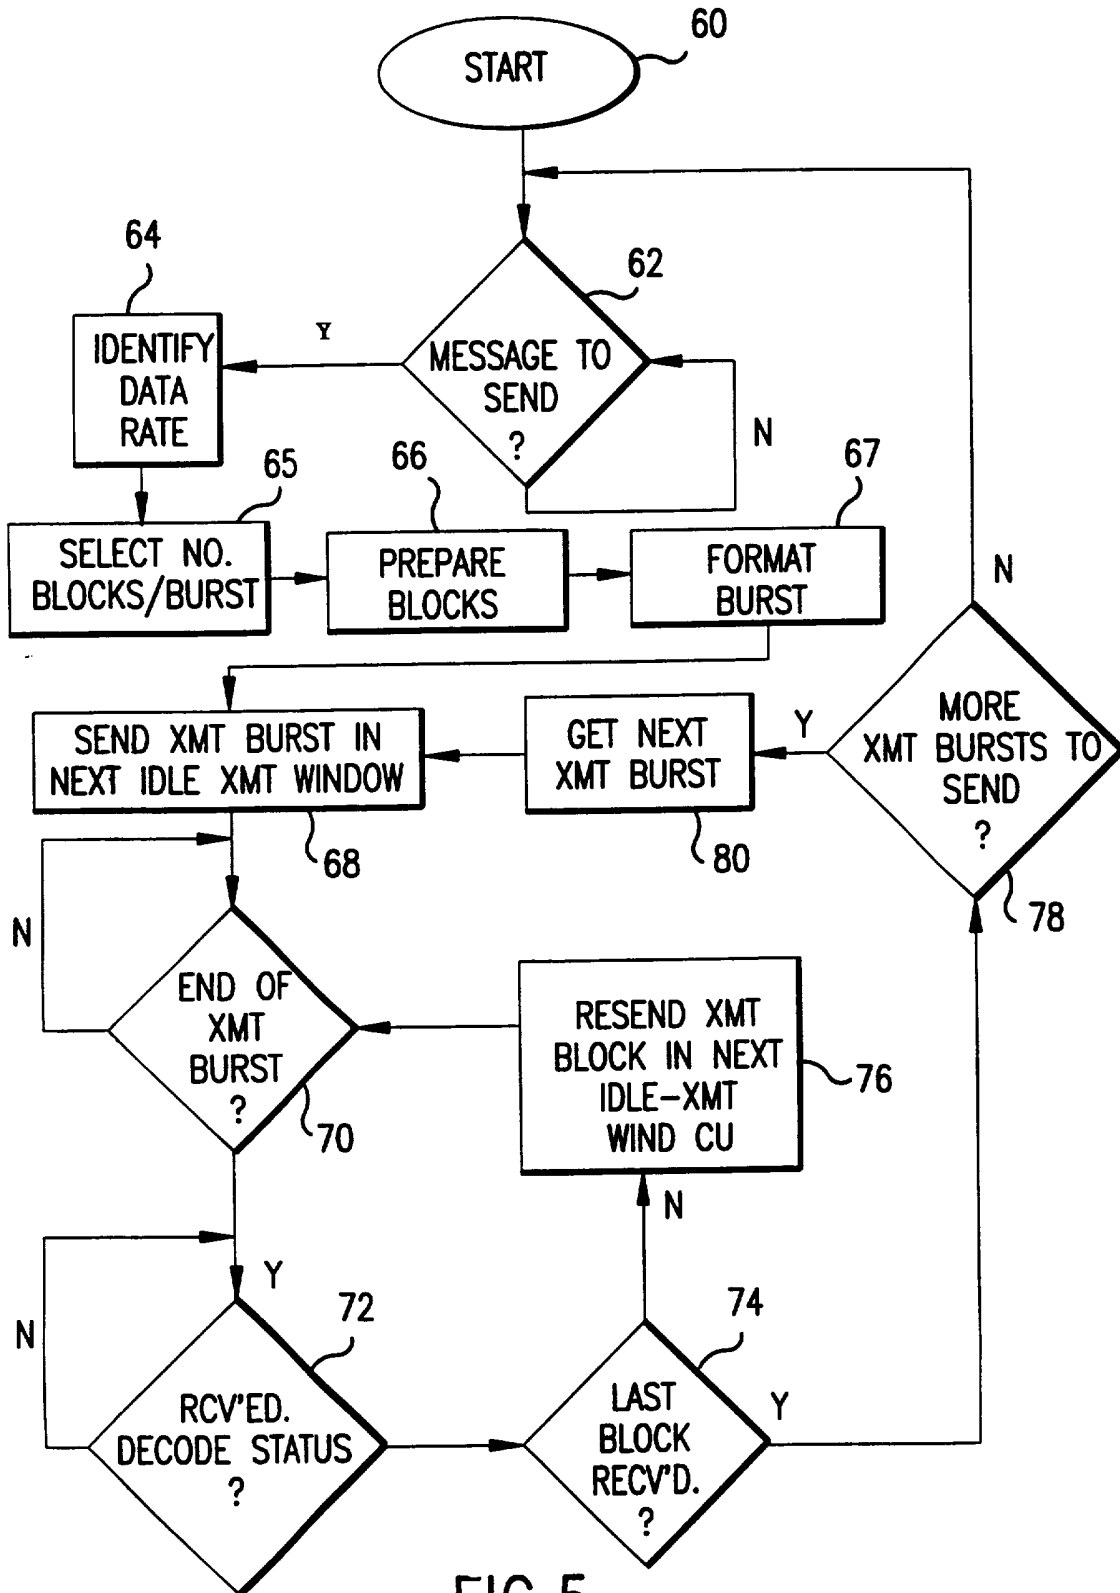 60
START
64
62
Y
IDENTIFY
DATA
RATE
MESSAGE TO
SEND
?
N
65
66
67
SELECT NO.
BLOCKS/BURST
PREPARE
BLOCKS
FORMAT
BURST
N
SEND XMT BURST IN
NEXT IDLE XMT WINDOW
GET NEXT
XMT BURST
Y
MORE
XMT BURSTS TO
SEND
?
68
80
78
N
END OF
XMT
BURST
?
70
RESEND XMT
BLOCK IN NEXT
IDLE-XMT
WIND CU
76
N
Y
72
74
N
RCV'ED.
DECODE STATUS
?
LAST
BLOCK
RECV'D.
?
Y
FIG. 5